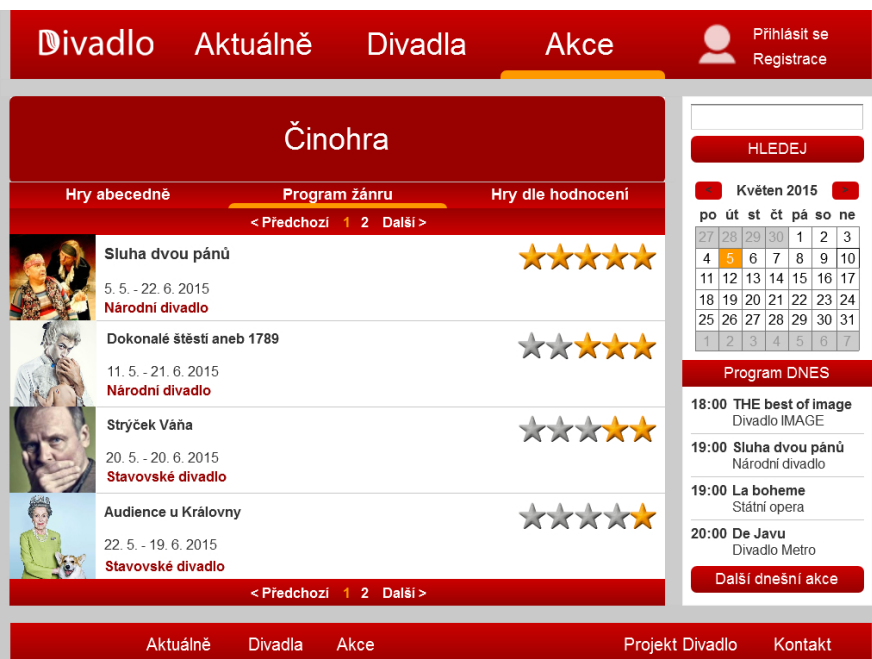 Divadlo Aktuálně Divadla Akce Přihlásit se
Registrace
Činohra
Hry abecedně Program žánru Hry dle hodnocení
< Předchozí 1 2 Další >
Sluha dvou pánů
5. 5. - 22. 6. 2015
Národní divadlo
Dokonalé štěstí aneb 1789
11. 5. - 21. 6. 2015
Národní divadlo
Strýček Váňa
20. 5. - 20. 6. 2015
Stavovské divadlo
Audience u Královny
22. 5. - 19. 6. 2015
Stavovské divadlo
< Předchozí 1 2 Další >
HLEDEJ
< Květen 2015 >
po út st čt pá so ne
27 28 29 30 1 2 3
4 5 6 7 8 9 10
11 12 13 14 15 16 17
18 19 20 21 22 23 24
25 26 27 28 29 30 31
1 2 3 4 5 6 7
Program DNES
18:00 THE best of image
Divadlo IMAGE
19:00 Sluha dvou pánů
Národní divadlo
19:00 La boheme
Státní opera
20:00 De Javu
Divadlo Metro
Další dnešní akce
Aktuálně Divadla Akce Projekt Divadlo Kontakt